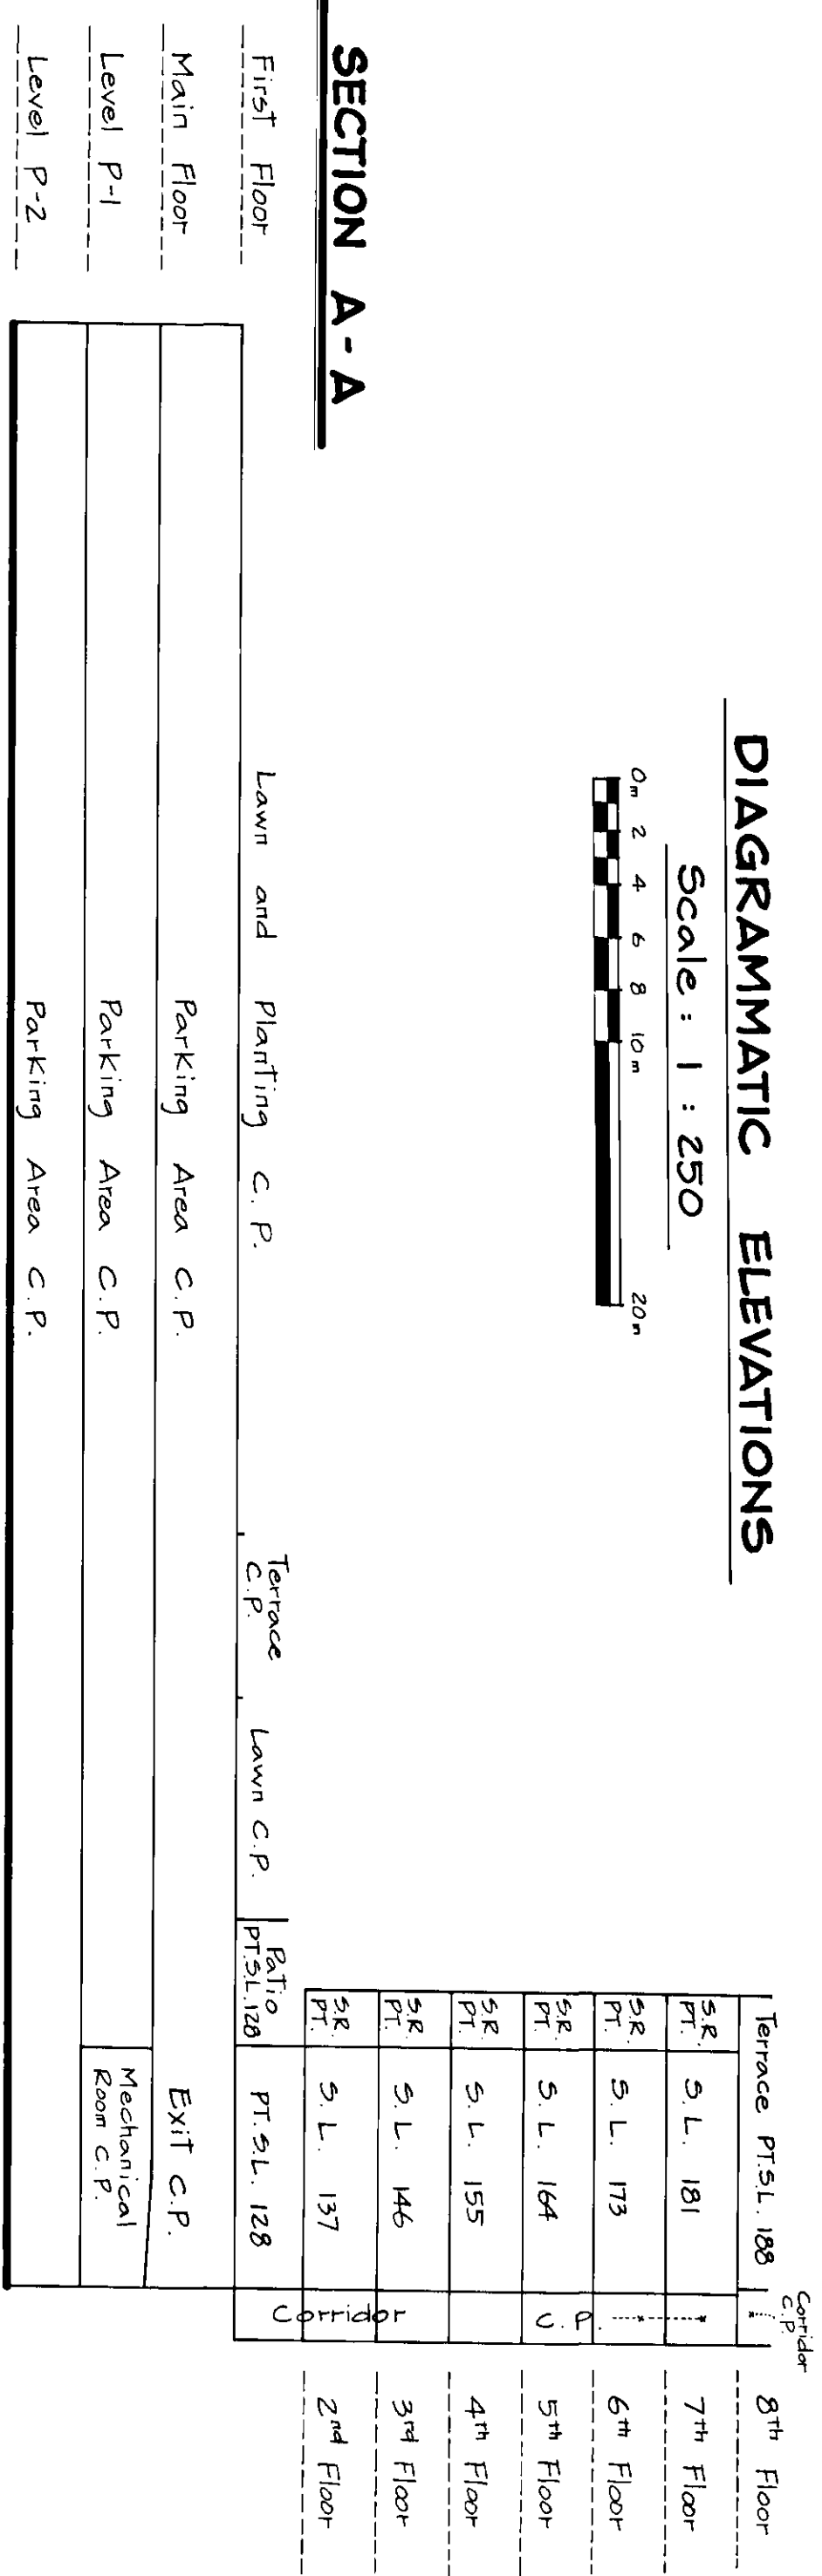 DIAGRAMMATIC ELEVATIONS
Scale : 1 : 250
0m 2 4 6 8 10m 20m
SECTION A - A
Corridor
C.P.
Terrace PT.S.L. 188
8th Floor
S.R.
PT.
S. L. 181
7th Floor
S.R.
PT.
S. L. 173
6th Floor
S.R.
PT.
S. L. 164
5th Floor
S.R.
PT.
S. L. 155
4th Floor
S.R.
PT.
S. L. 146
3rd Floor
S.R.
PT.
S. L. 137
2nd Floor
Corridor C. P.
First Floor
Lawn and Planting C. P.
Terrace
C.P.
Lawn C.P.
Patio
PT.S.L.128
PT. S.L. 128
Main Floor
Parking Area C.P.
Exit C.P.
Level P-1
Parking Area C.P.
Mechanical
Room C.P.
Level P-2
Parking Area C.P.